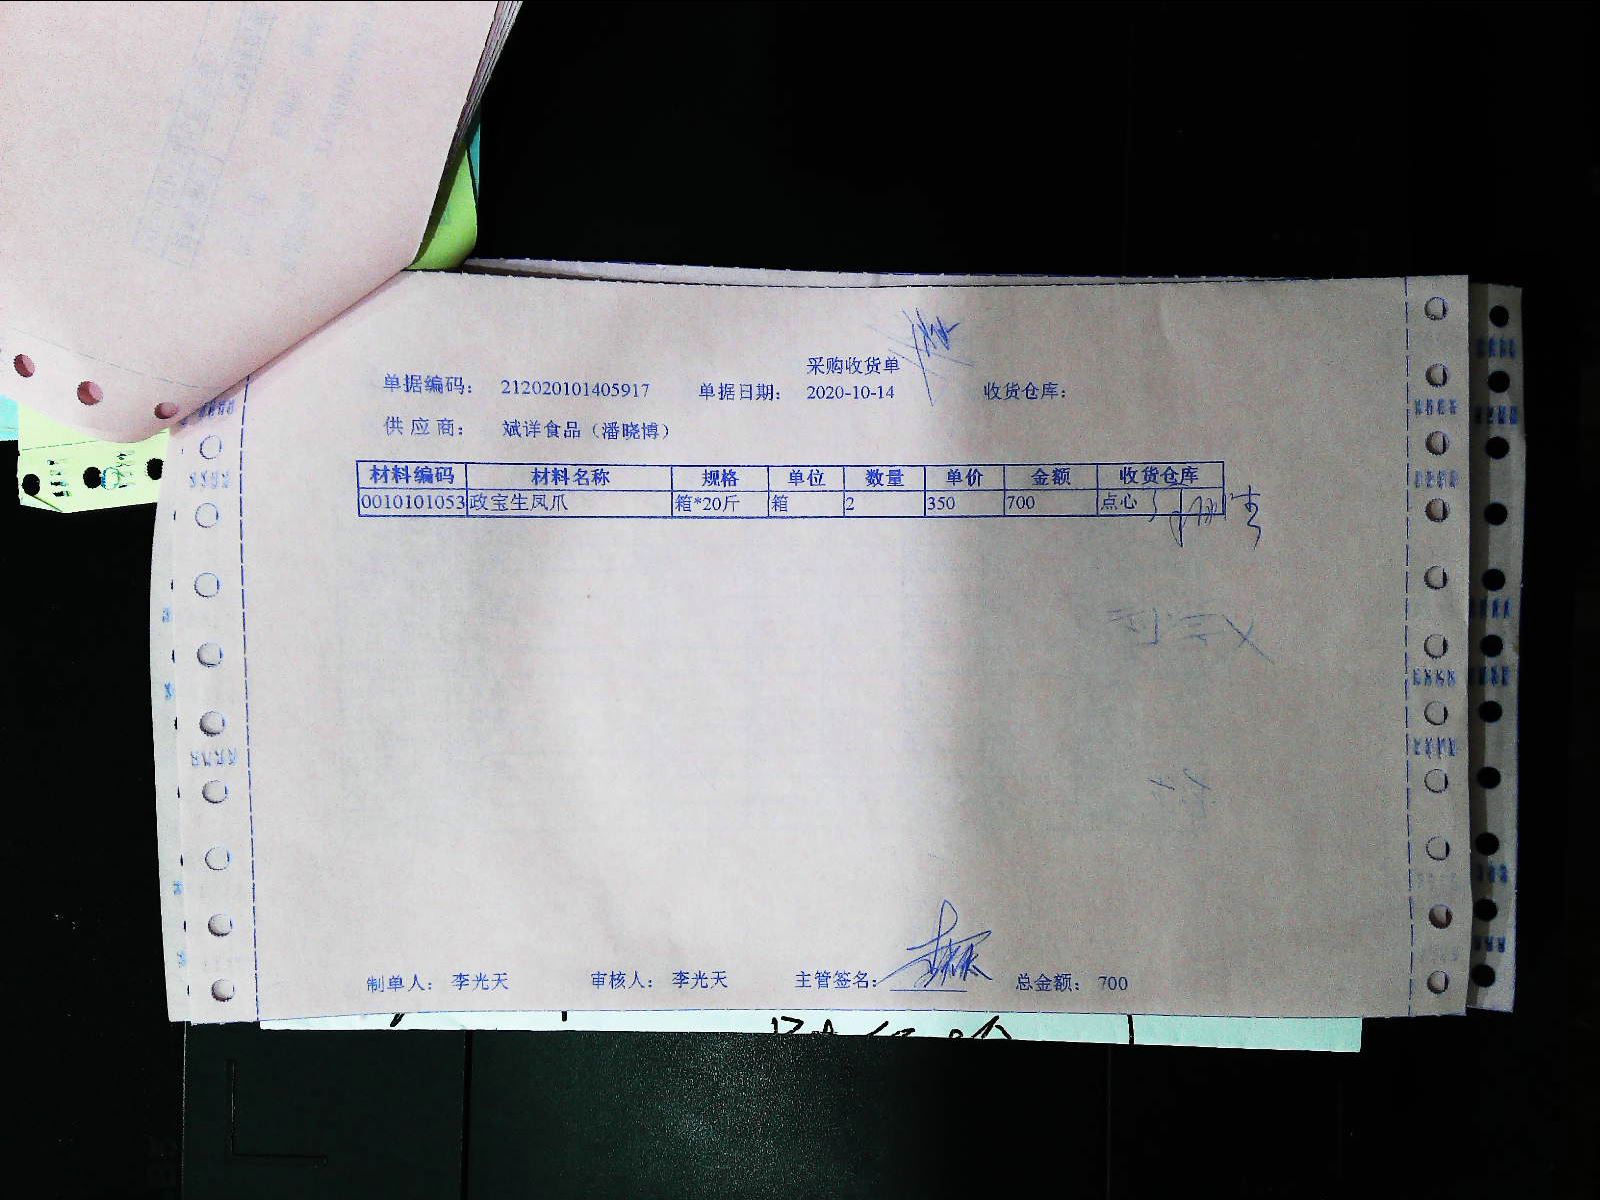 采购收货单
单据编码： 212020101405917 单据日期： 2020-10-14 收货仓库：
供应商： 斌详食品（潘晓博）
材料编码 材料名称 规格 单位 数量 单价 金额 收货仓库
0010101053 政宝生凤爪 箱*20斤 箱 2 350 700 点心
制单人： 李光天 审核人： 李光天 主管签名： 总金额： 700